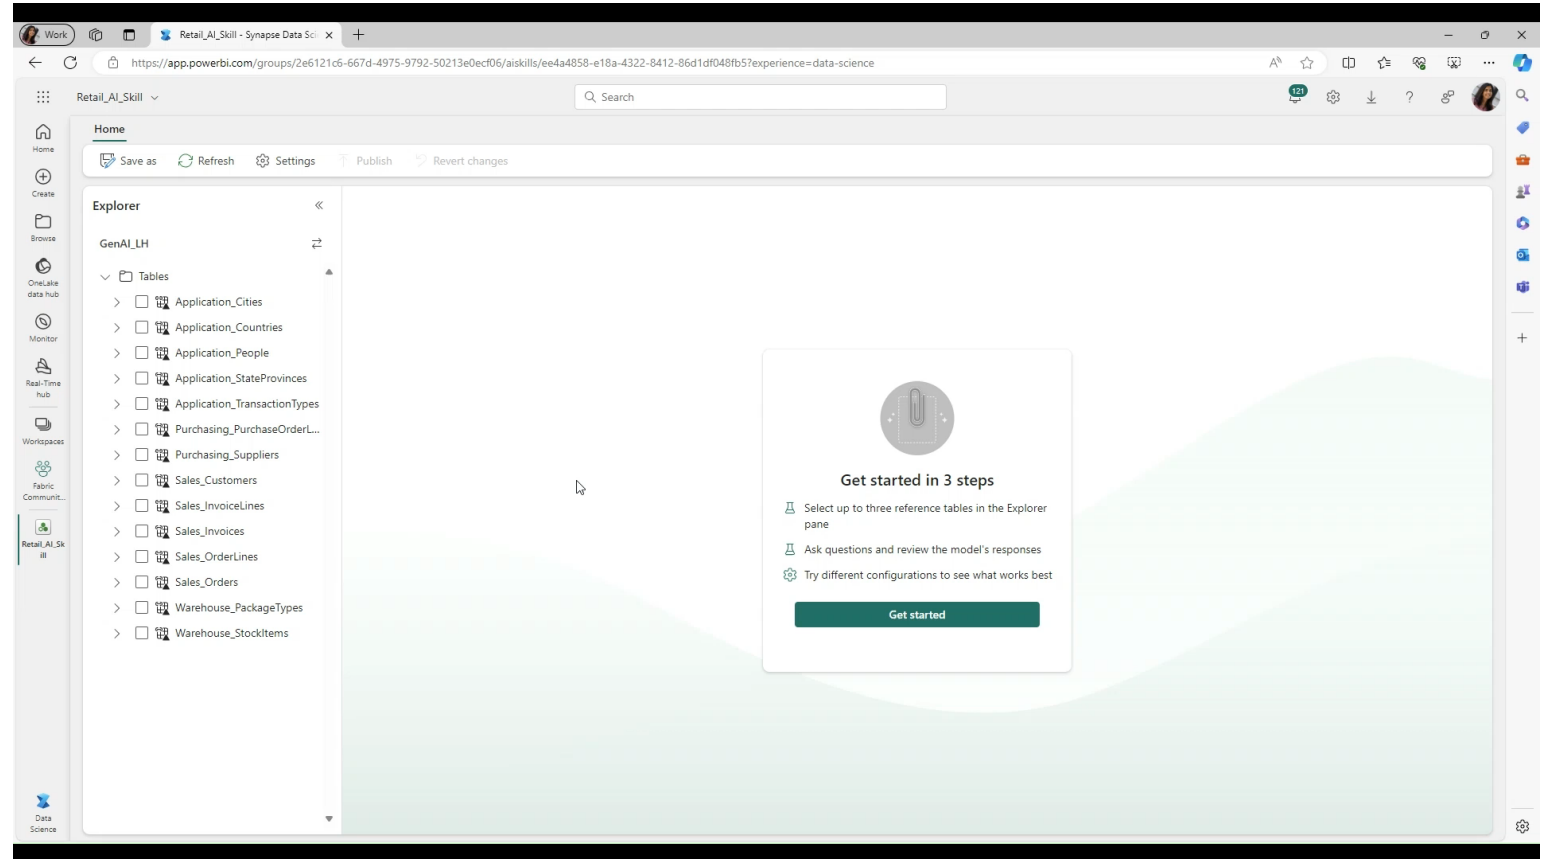 Work
Retail_AI_Skill - Synapse Data Sci
https://app.powerbi.com/groups/2e6121c6-667d-4975-9792-50213e0ecf06/aiskills/ee4a4858-e18a-4322-8412-86d1df048fb5?experience=data-science
Retail_AI_Skill
Search
121
Home
Save as
Refresh
Settings
Publish
Revert changes
Home
Create
Browse
OneLake
data hub
Monitor
Real-Time
hub
Workspaces
Fabric
Communit...
Retail_AI_Sk
ill
Data
Science
Explorer
GenAI_LH
Tables
Application_Cities
Application_Countries
Application_People
Application_StateProvinces
Application_TransactionTypes
Purchasing_PurchaseOrderL...
Purchasing_Suppliers
Sales_Customers
Sales_InvoiceLines
Sales_Invoices
Sales_OrderLines
Sales_Orders
Warehouse_PackageTypes
Warehouse_StockItems
Get started in 3 steps
Select up to three reference tables in the Explorer
pane
Ask questions and review the model's responses
Try different configurations to see what works best
Get started